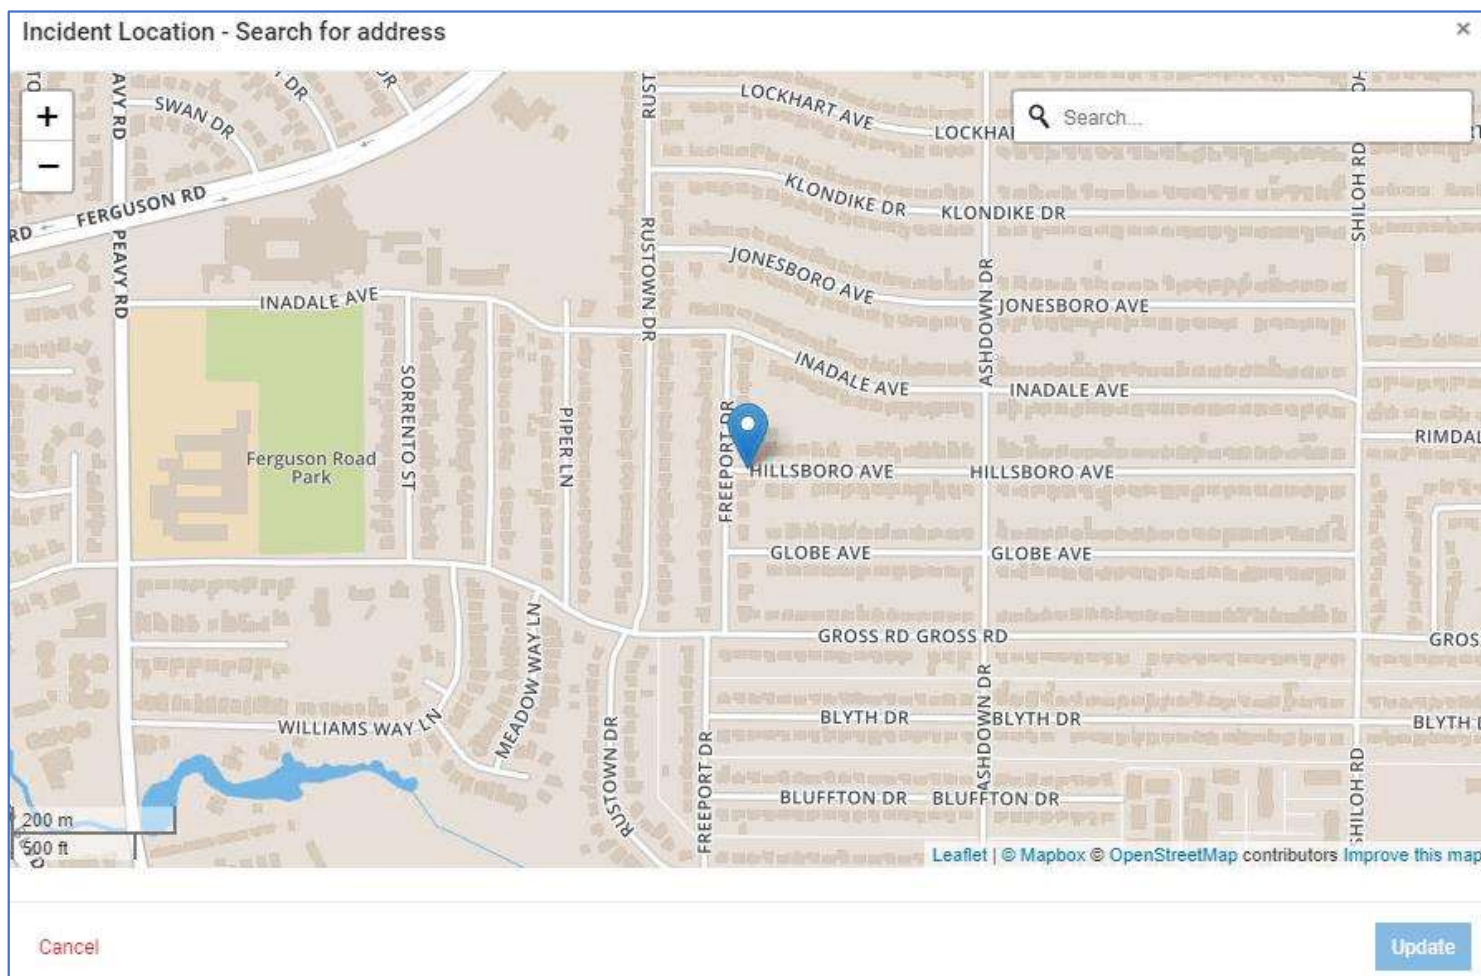 Incident Location - Search for address
×
+
−
Search...
AVY RD
SWAN DR
T DR
DR
RUST
LOCKHART AVE
LOCKHA
FERGUSON RD
RD
PEAVY RD
KLONDIKE DR
KLONDIKE DR
SHILOH RD
RUSTOWN DR
JONESBORO AVE
JONESBORO AVE
ASHDOWN DR
INADALE AVE
INADALE AVE
INADALE AVE
SORRENTO ST
PIPER LN
FREEPORT DR
Ferguson Road
Park
HILLSBORO AVE
HILLSBORO AVE
RIMDAL
GLOBE AVE
GLOBE AVE
GROSS RD GROSS RD
GROS
MEADOW WAY LN
WILLIAMS WAY LN
RUSTOWN DR
FREEPORT DR
BLYTH DR
ASHDOWN DR
BLYTH DR
BLYTH
BLUFFTON DR
BLUFFTON DR
SHILOH RD
200 m
500 ft
Leaflet | © Mapbox © OpenStreetMap contributors Improve this map
Cancel
Update